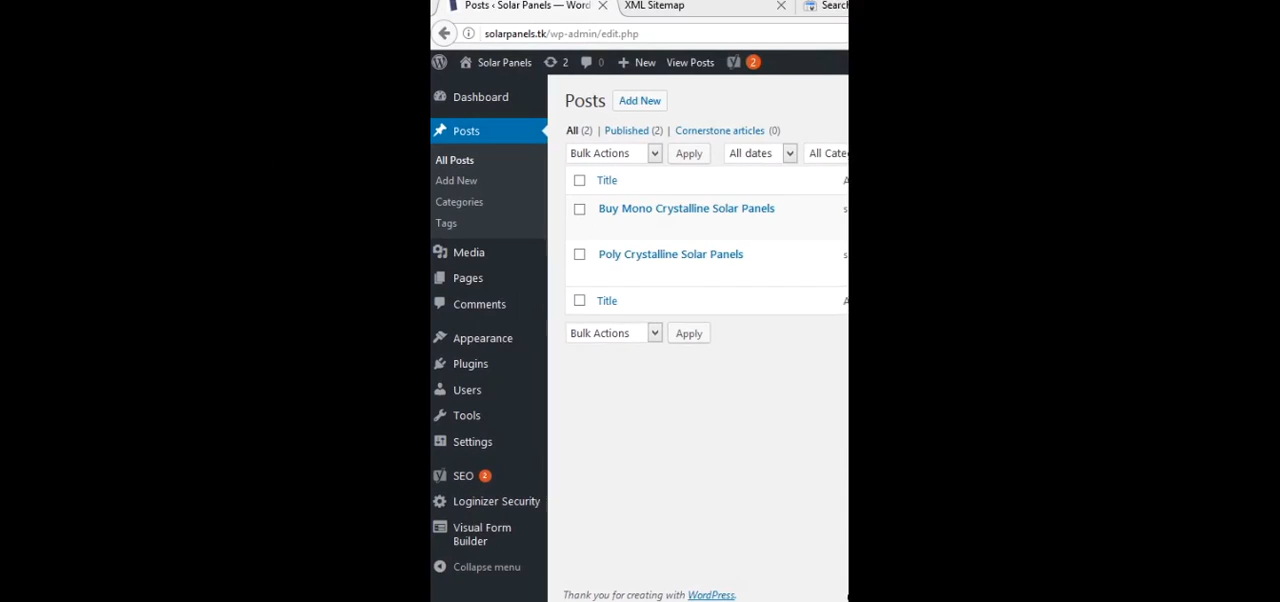 Posts ‹ Solar Panels — Word
XML Sitemap
Search
solarpanels.tk/wp-admin/edit.php
Solar Panels 2 0 New View Posts 2
Dashboard
Posts
All Posts
Add New
Categories
Tags
Media
Pages
Comments
Appearance
Plugins
Users
Tools
Settings
SEO 2
Loginizer Security
Visual Form
Builder
Collapse menu
Posts Add New
All (2) | Published (2) | Cornerstone articles (0)
Bulk Actions Apply All dates All Cate
Title
Buy Mono Crystalline Solar Panels
Poly Crystalline Solar Panels
Title
Bulk Actions Apply
Thank you for creating with WordPress.